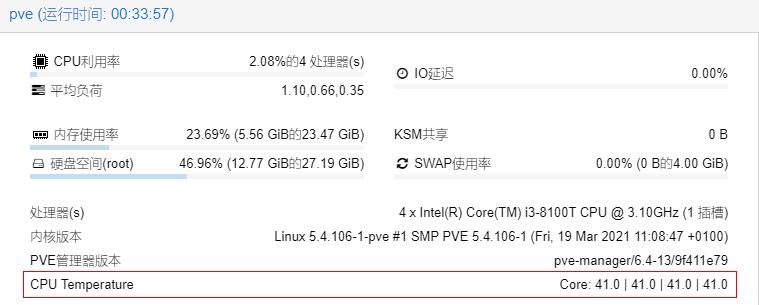 pve (运行时间: 00:33:57)
CPU利用率 2.08%的4 处理器(s)
IO延迟 0.00%
平均负荷 1.10,0.66,0.35
内存使用率 23.69% (5.56 GiB的23.47 GiB)
KSM共享 0 B
硬盘空间(root) 46.96% (12.77 GiB的27.19 GiB)
SWAP使用率 0.00% (0 B的4.00 GiB)
处理器(s) 4 x Intel(R) Core(TM) i3-8100T CPU @ 3.10GHz (1 插槽)
内核版本 Linux 5.4.106-1-pve #1 SMP PVE 5.4.106-1 (Fri, 19 Mar 2021 11:08:47 +0100)
PVE管理器版本 pve-manager/6.4-13/9f411e79
CPU Temperature Core: 41.0 | 41.0 | 41.0 | 41.0